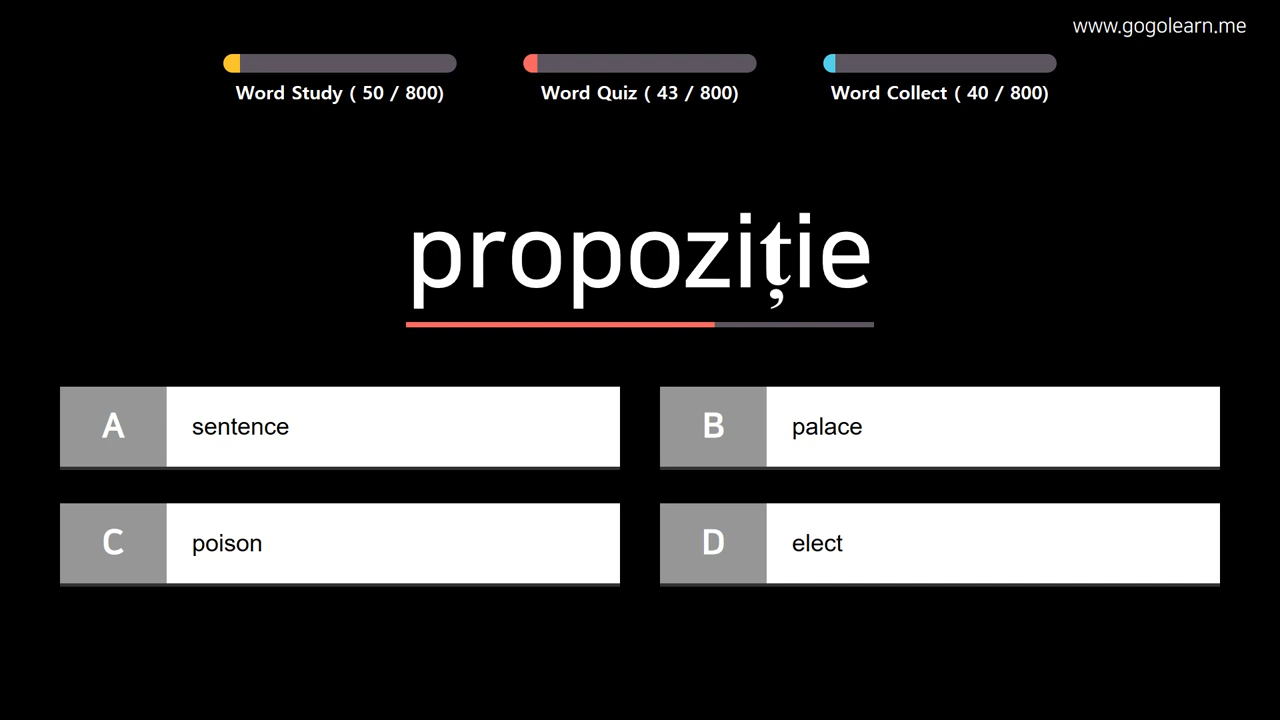 www.gogolearn.me
Word Study ( 50 / 800)
Word Quiz ( 43 / 800)
Word Collect ( 40 / 800)
propoziție
A sentence
B palace
C poison
D elect